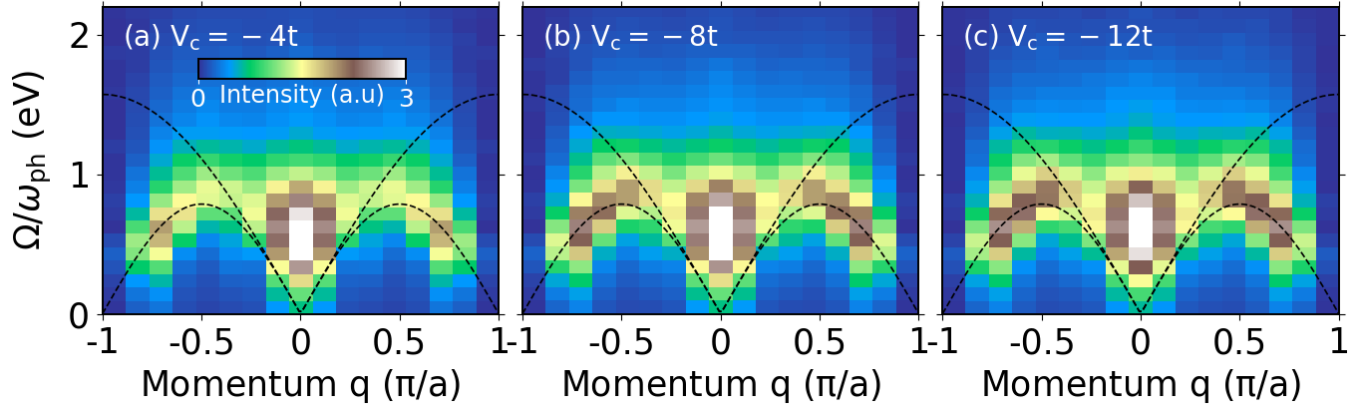 (a) V_c = −4t
0 Intensity (a.u) 3
(b) V_c = −8t
(c) V_c = −12t
Ω/ω_ph (eV)
2
1
0
-1 -0.5 0 0.5 1
-1 -0.5 0 0.5 1
-1 -0.5 0 0.5 1
Momentum q (π/a)
Momentum q (π/a)
Momentum q (π/a)